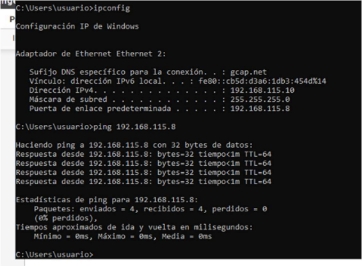 C:\Users\usuario>ipconfig
Configuración IP de Windows
Adaptador de Ethernet Ethernet 2:
Sufijo DNS específico para la conexión. . : gcap.net
Vínculo: dirección IPv6 local. . . : fe80::cb5d:d3a6:1db3:454d%14
Dirección IPv4. . . . . . . . . . . . . . : 192.168.115.10
Máscara de subred . . . . . . . . . . . . : 255.255.255.0
Puerta de enlace predeterminada . . . . . : 192.168.115.8
C:\Users\usuario>ping 192.168.115.8
Haciendo ping a 192.168.115.8 con 32 bytes de datos:
Respuesta desde 192.168.115.8: bytes=32 tiempo<1m TTL=64
Respuesta desde 192.168.115.8: bytes=32 tiempo<1m TTL=64
Respuesta desde 192.168.115.8: bytes=32 tiempo<1m TTL=64
Respuesta desde 192.168.115.8: bytes=32 tiempo<1m TTL=64
Estadísticas de ping para 192.168.115.8:
Paquetes: enviados = 4, recibidos = 4, perdidos = 0
(0% perdidos),
Tiempos aproximados de ida y vuelta en milisegundos:
Mínimo = 0ms, Máximo = 0ms, Media = 0ms
C:\Users\usuario>